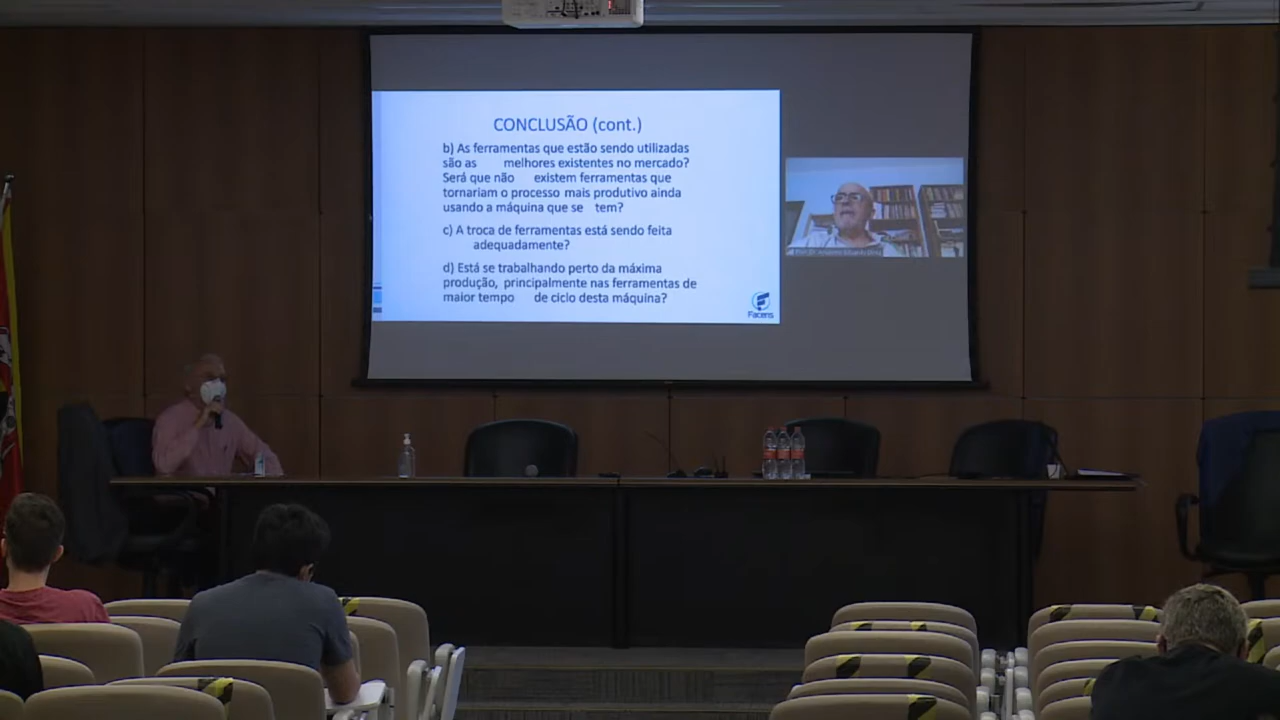 CONCLUSÃO (cont.)
b) As ferramentas que estão sendo utilizadas
são as melhores existentes no mercado?
Será que não existem ferramentas que
tornariam o processo mais produtivo ainda
usando a máquina que se tem?
c) A troca de ferramentas está sendo feita
adequadamente?
d) Está se trabalhando perto da máxima
produção, principalmente nas ferramentas de
maior tempo de ciclo desta máquina?
Facens